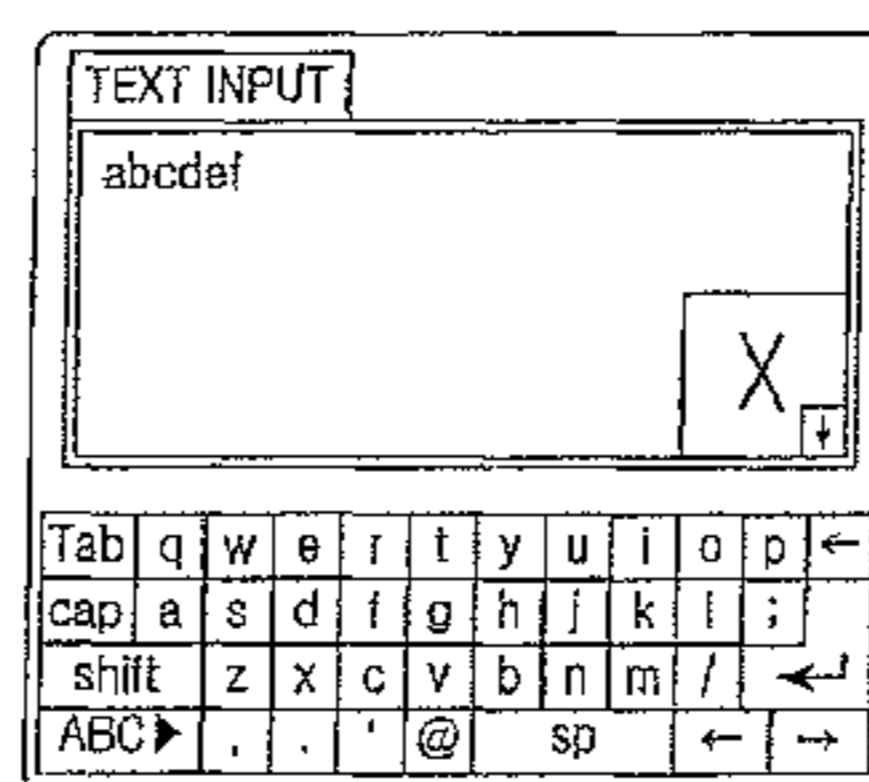 TEXT INPUT
abcdef
X
↓
Tab q w e r t y u i o p ←
cap a s d f g h j k l ;
shift z x c v b n m / ↵
ABC▶ , . ' @ sp ← →